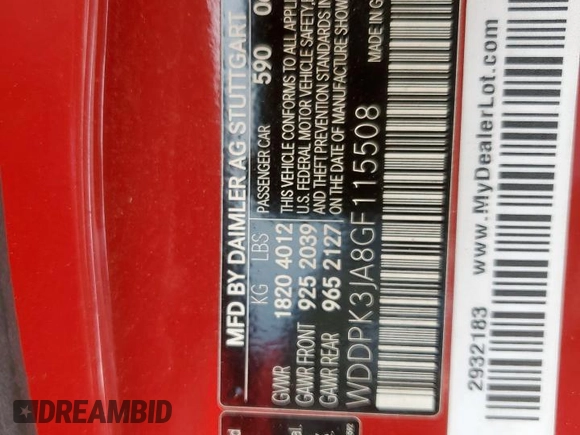 MFD BY DAIMLER AG STUTTGART
KG LBS PASSENGER CAR 590
GVWR 1820 4012 THIS VEHICLE CONFORMS TO ALL
GAWR FRONT 925 2039 U.S. FEDERAL MOTOR VEHICLE SAFETY,
GAWR REAR 965 2127 AND THEFT PREVENTION STANDARDS
ON THE DATE OF MANUFACTURE SHOW
WDDPK3JA8GF115508 MADE IN
2932183 www.MyDealerLot.com
DREAMBID